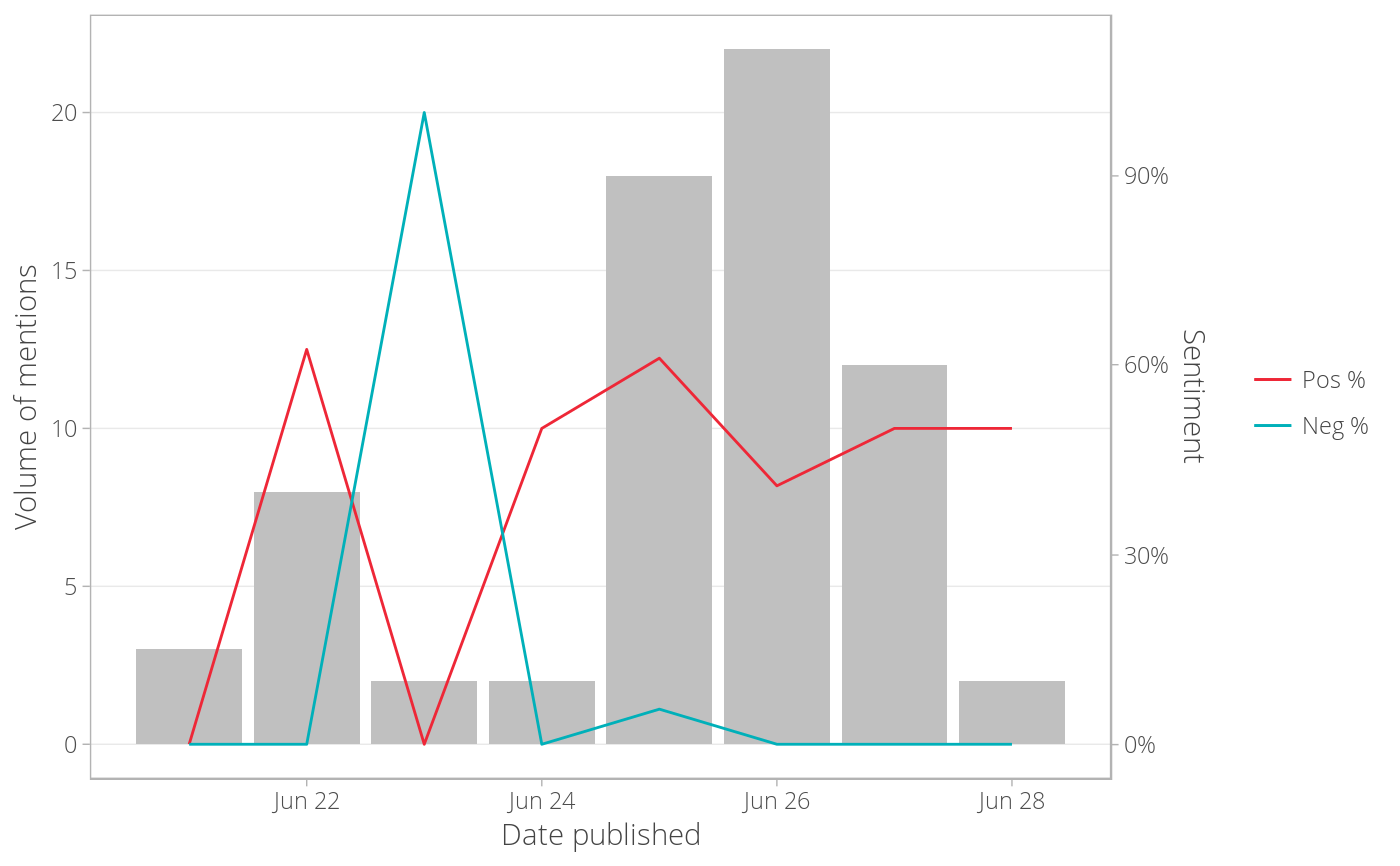 Volume of mentions
20
15
10
5
0
90%
60%
30%
0%
Sentiment
Jun 22
Jun 24
Jun 26
Jun 28
Date published
Pos %
Neg %